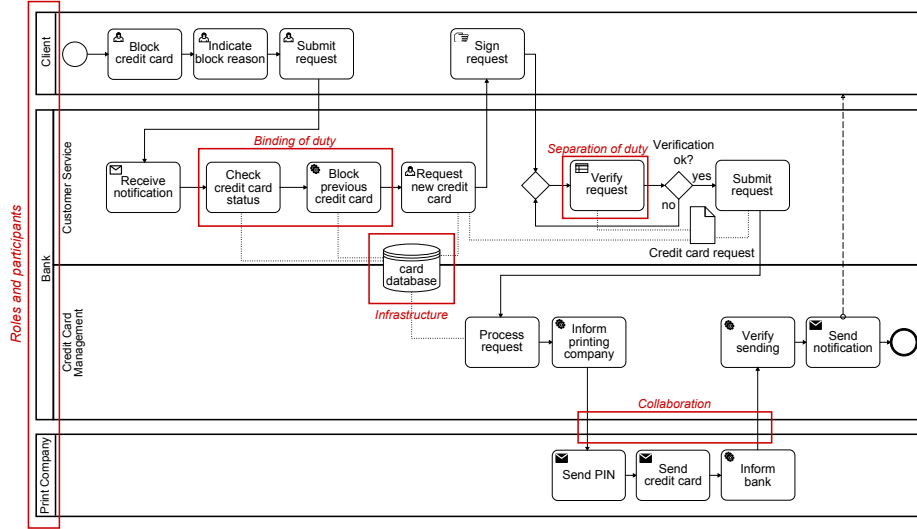 Roles and participants
Client
Block
credit card
Indicate
block reason
Submit
request
Sign
request
Bank
Customer Service
Binding of duty
Separation of duty
Verification
ok?
Receive
notification
Check
credit card
status
Block
previous
credit card
Request
new credit
card
Verify
request
yes
no
Submit
request
Credit card request
card
database
Infrastructure
Credit Card
Management
Process
request
Inform
printing
company
Verify
sending
Send
notification
Collaboration
Print Company
Send PIN
Send
credit card
Inform
bank